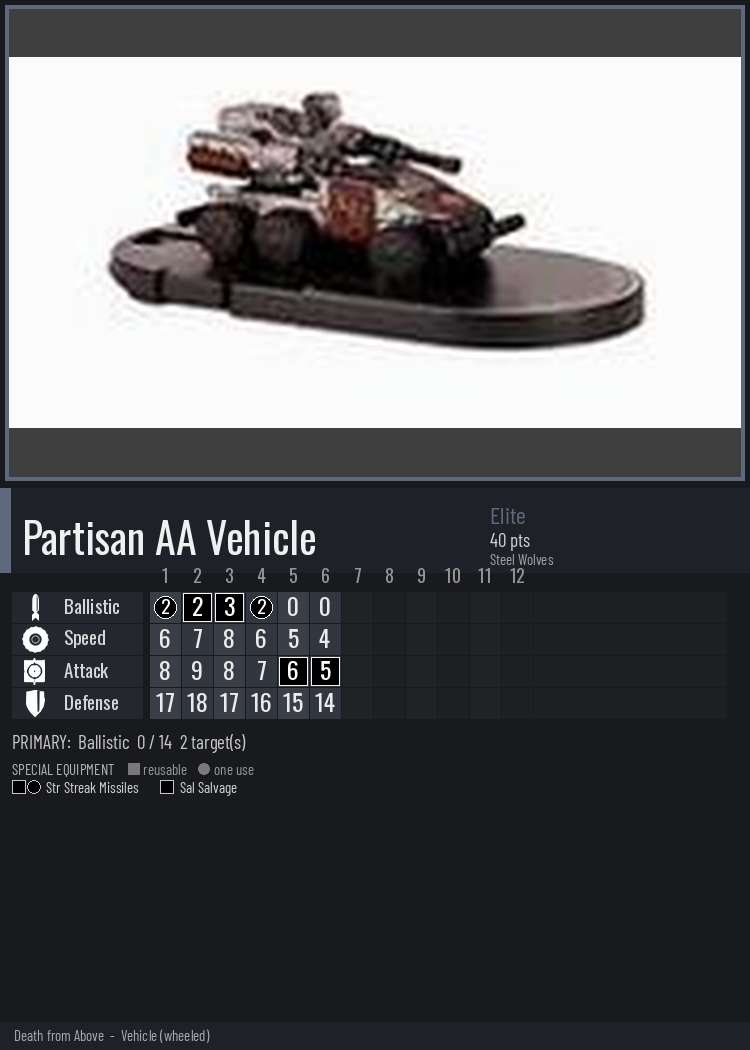 Partisan AA Vehicle
Elite
40 pts
Steel Wolves
1 2 3 4 5 6 7 8 9 10 11 12
Ballistic 2 2 3 2 0 0
Speed 6 7 8 6 5 4
Attack 8 9 8 7 6 5
Defense 17 18 17 16 15 14
PRIMARY: Ballistic 0 / 14 2 target(s)
SPECIAL EQUIPMENT reusable one use
Str Streak Missiles Sal Salvage
Death from Above - Vehicle (wheeled)